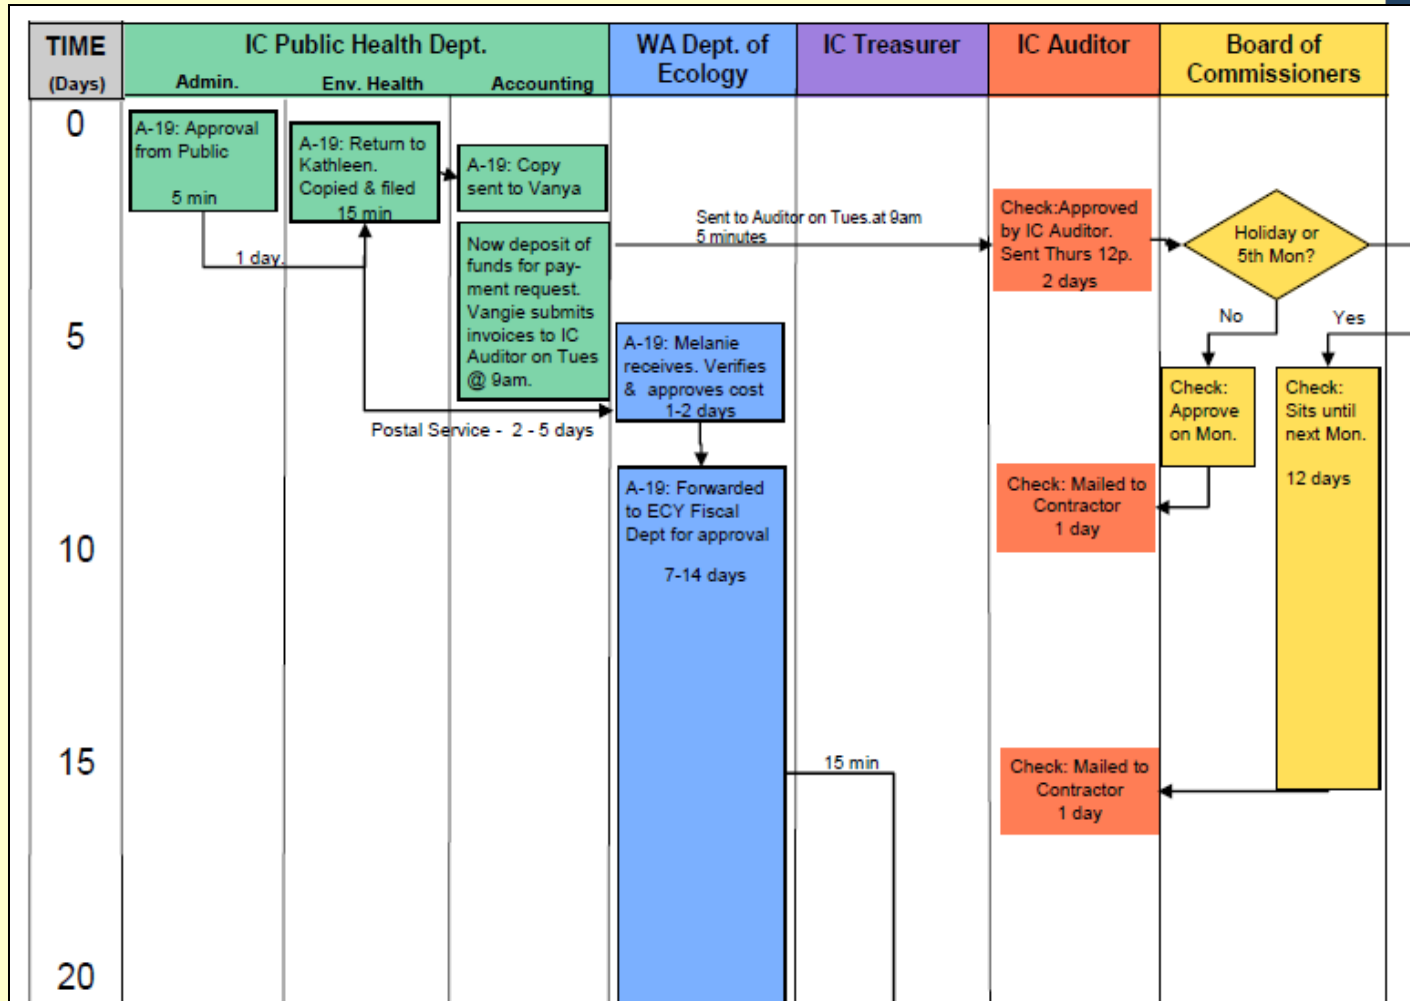 TIME
(Days)
IC Public Health Dept.
Admin.
Env. Health
Accounting
WA Dept. of
Ecology
IC Treasurer
IC Auditor
Board of
Commissioners
0
5
10
15
20
A-19: Approval
from Public
5 min
1 day.
A-19: Return to
Kathleen.
Copied & filed
15 min
A-19: Copy
sent to Vanya
Now deposit of
funds for pay-
ment request.
Vangie submits
invoices to IC
Auditor on Tues
@ 9am.
Postal Service - 2 - 5 days
Sent to Auditor on Tues.at 9am
5 minutes
A-19: Melanie
receives. Verifies
& approves cost
1-2 days
A-19: Forwarded
to ECY Fiscal
Dept for approval
7-14 days
15 min
Check:Approved
by IC Auditor.
Sent Thurs 12p.
2 days
Holiday or
5th Mon?
No
Yes
Check:
Approve
on Mon.
Check:
Sits until
next Mon.
12 days
Check: Mailed to
Contractor
1 day
Check: Mailed to
Contractor
1 day